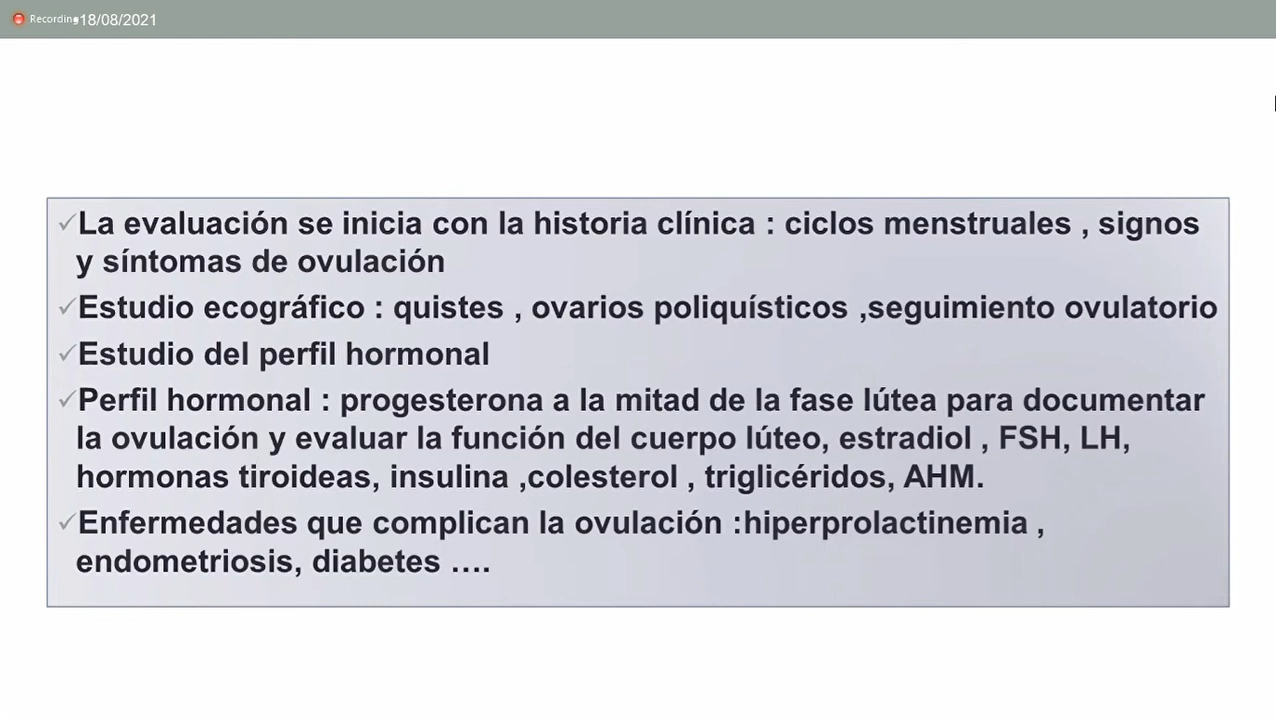 Recording
18/08/2021
✓La evaluación se inicia con la historia clínica : ciclos menstruales , signos
y síntomas de ovulación
✓Estudio ecográfico : quistes , ovarios poliquísticos ,seguimiento ovulatorio
✓Estudio del perfil hormonal
✓Perfil hormonal : progesterona a la mitad de la fase lútea para documentar
la ovulación y evaluar la función del cuerpo lúteo, estradiol , FSH, LH,
hormonas tiroideas, insulina ,colesterol , triglicéridos, AHM.
✓Enfermedades que complican la ovulación :hiperprolactinemia ,
endometriosis, diabetes ….